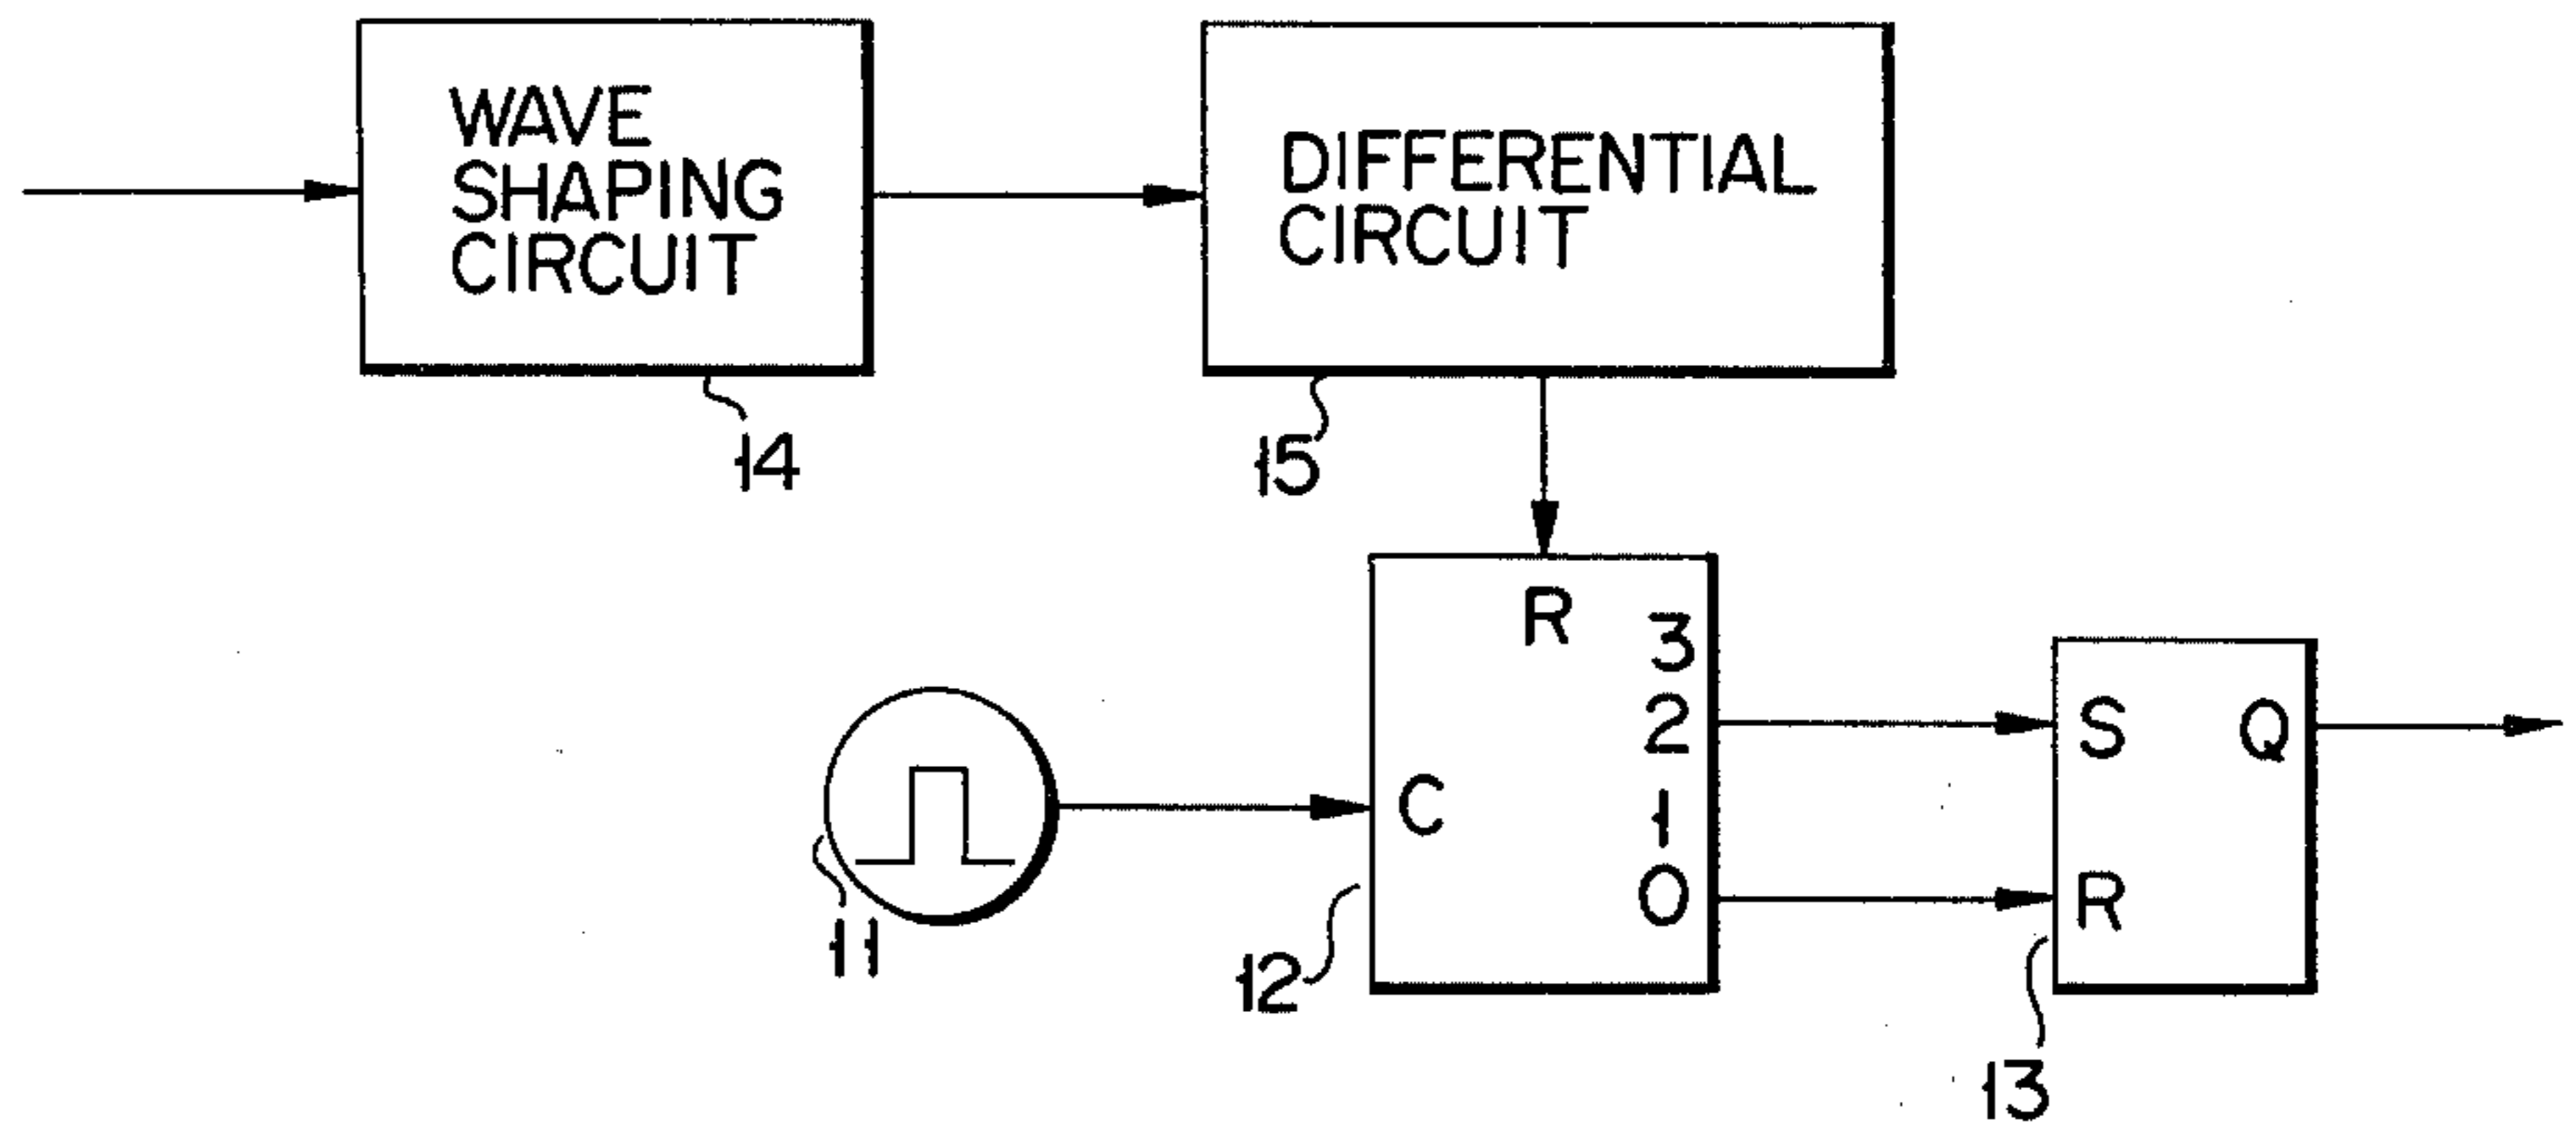 WAVE
SHAPING
CIRCUIT
DIFFERENTIAL
CIRCUIT
14
15
R
3
2
1
0
C
S
Q
R
11
12
13